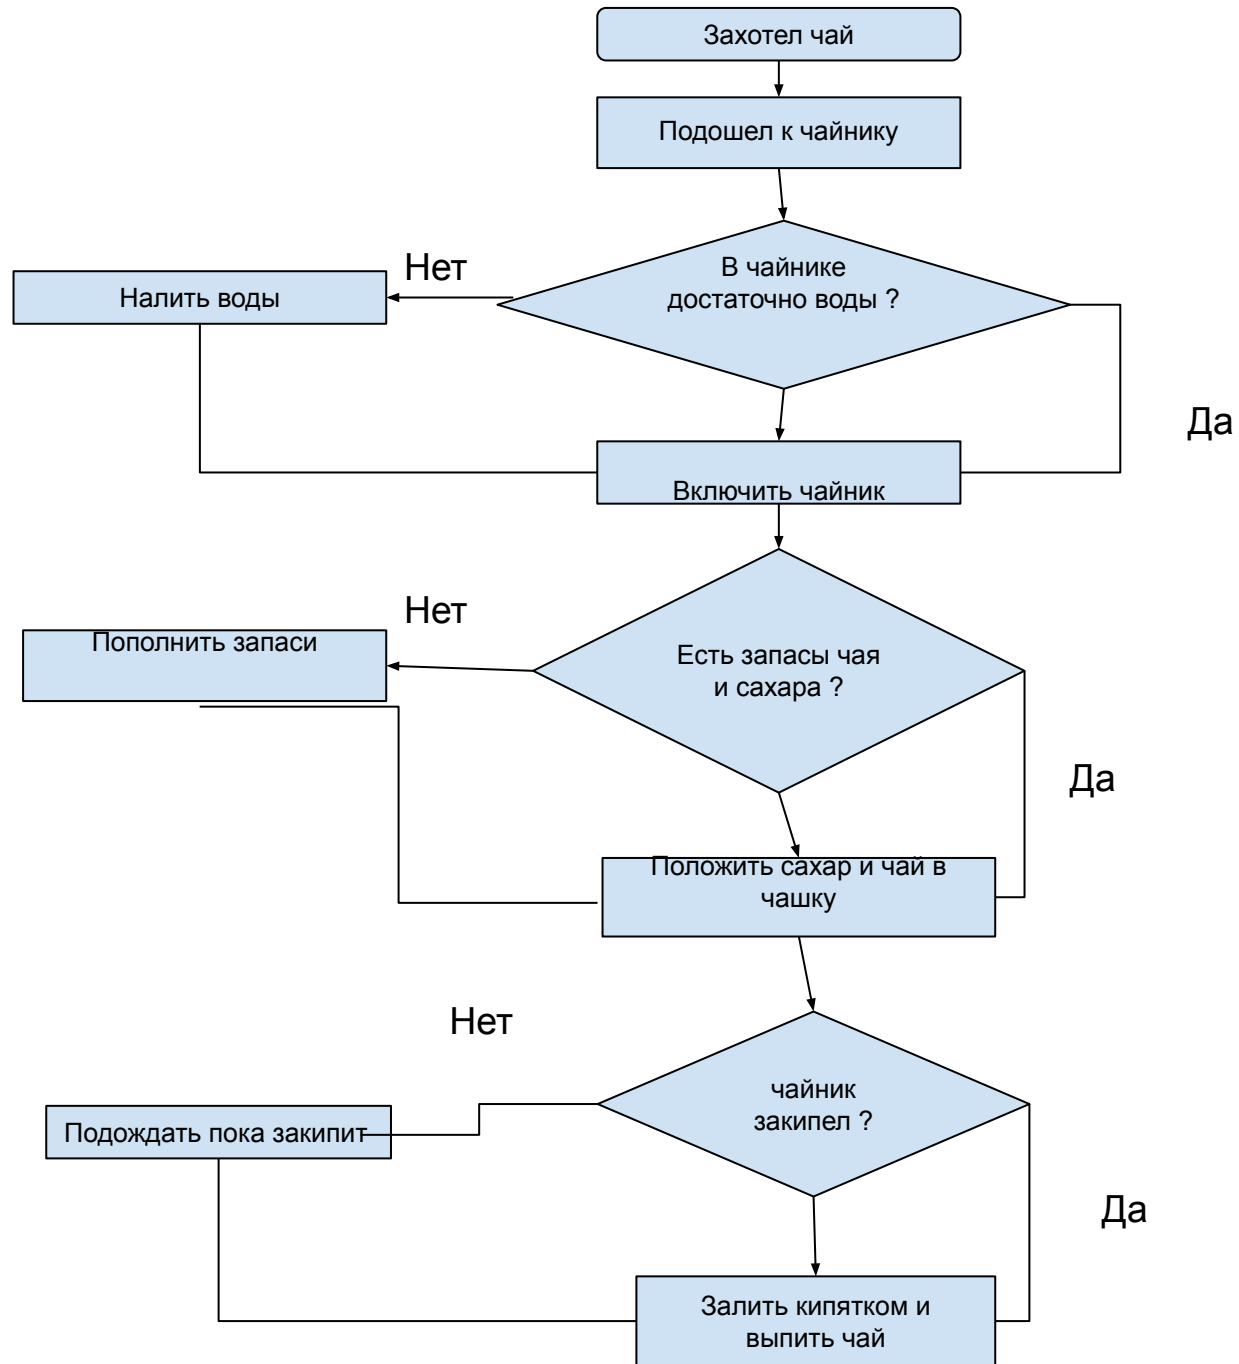 Захотел чай
Подошел к чайнику
В чайнике
достаточно воды ?
Нет
Налить воды
Да
Включить чайник
Есть запасы чая
и сахара ?
Нет
Пополнить запаси
Да
Положить сахар и чай в
чашку
чайник
закипел ?
Нет
Подождать пока закипит
Да
Залить кипятком и
выпить чай